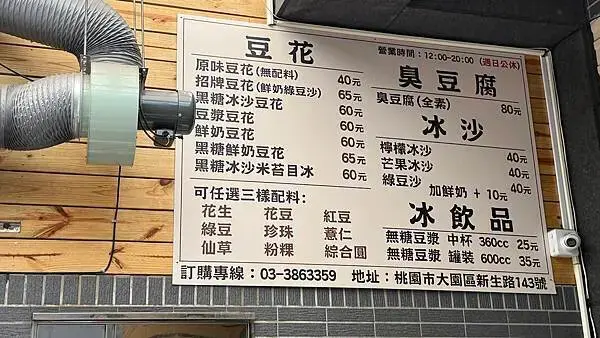 豆花
原味豆花(無配料) 40元
招牌豆花(鮮奶綠豆沙) 65元
黑糖冰沙豆花 65元
豆漿豆花 60元
鮮奶豆花 60元
黑糖鮮奶豆花 65元
黑糖冰沙米苔目冰 60元
可任選三樣配料:
花生 花豆 紅豆
綠豆 珍珠 薏仁
仙草 粉粿 綜合圓
營業時間:12:00-20:00(週日公休)
臭豆腐
臭豆腐(全素) 80元
冰沙
檸檬冰沙 40元
芒果冰沙 40元
綠豆沙 40元
加鮮奶 + 10元
冰飲品
無糖豆漿 中杯 360cc 25元
無糖豆漿 罐裝 600cc 35元
訂購專線:03-3863359 地址:桃園市大園區新生路143號